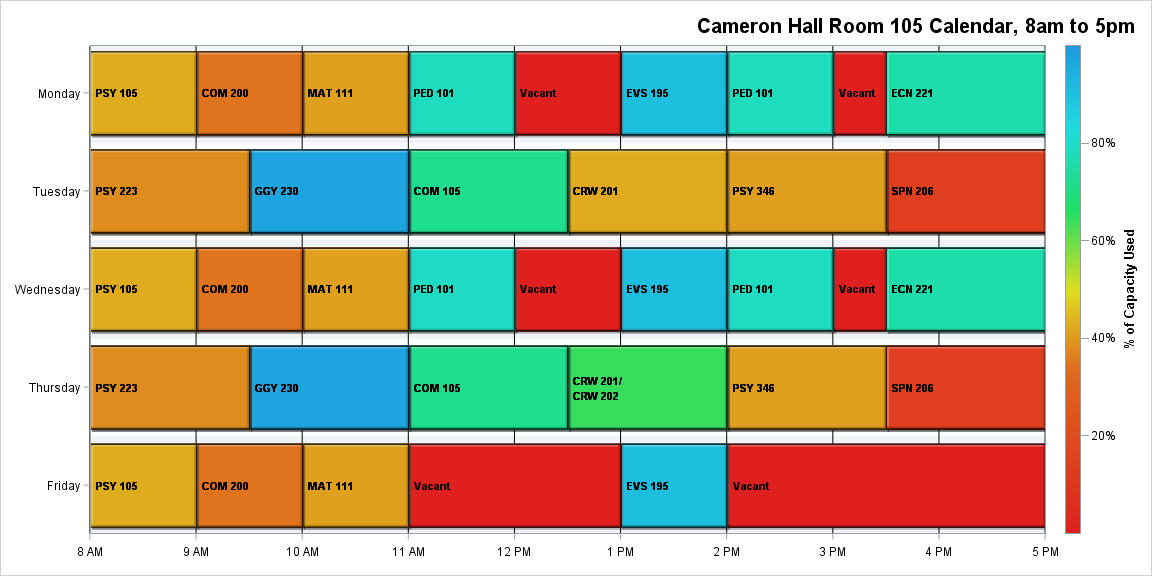 Cameron Hall Room 105 Calendar, 8am to 5pm
Monday
PSY 105
COM 200
MAT 111
PED 101
Vacant
EVS 195
PED 101
Vacant
ECN 221
Tuesday
PSY 223
GGY 230
COM 105
CRW 201
PSY 346
SPN 206
Wednesday
PSY 105
COM 200
MAT 111
PED 101
Vacant
EVS 195
PED 101
Vacant
ECN 221
Thursday
PSY 223
GGY 230
COM 105
CRW 201/
CRW 202
PSY 346
SPN 206
Friday
PSY 105
COM 200
MAT 111
Vacant
EVS 195
Vacant
8 AM
9 AM
10 AM
11 AM
12 PM
1 PM
2 PM
3 PM
4 PM
5 PM
80%
60%
40%
20%
% of Capacity Used